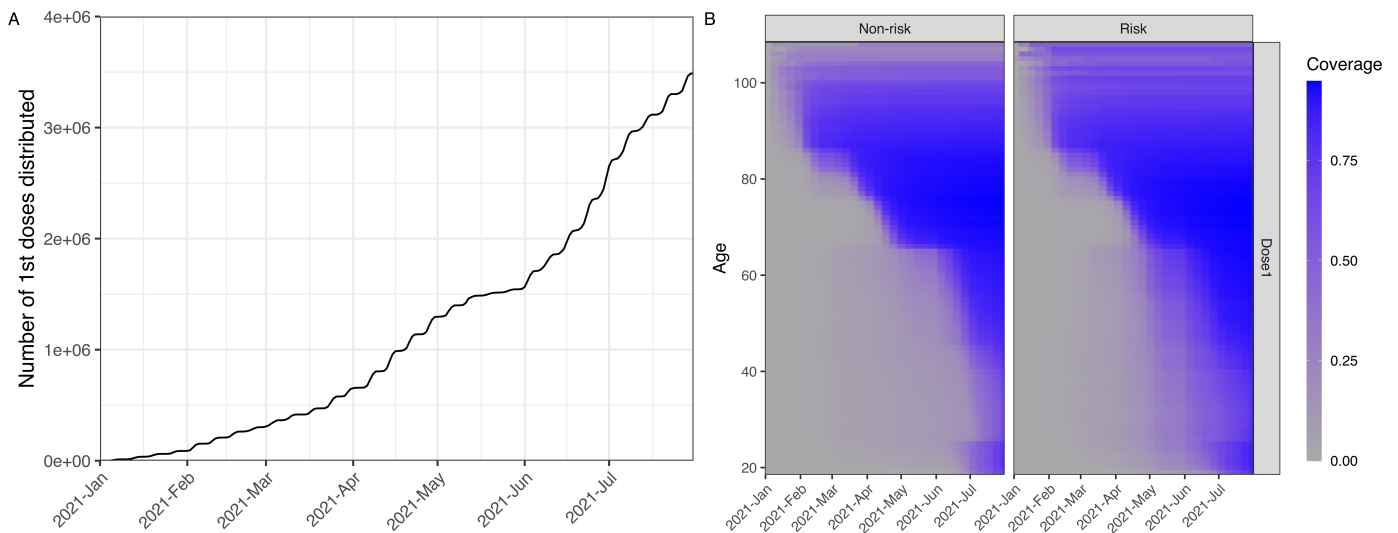 A
Number of 1st doses distributed
4e+06
3e+06
2e+06
1e+06
0e+00
2021-Jan
2021-Feb
2021-Mar
2021-Apr
2021-May
2021-Jun
2021-Jul
B
Non-risk
Risk
Age
100
80
60
40
20
2021-Jan
2021-Feb
2021-Mar
2021-Apr
2021-May
2021-Jun
2021-Jul
2021-Jan
2021-Feb
2021-Mar
2021-Apr
2021-May
2021-Jun
2021-Jul
Dose1
Coverage
0.75
0.50
0.25
0.00